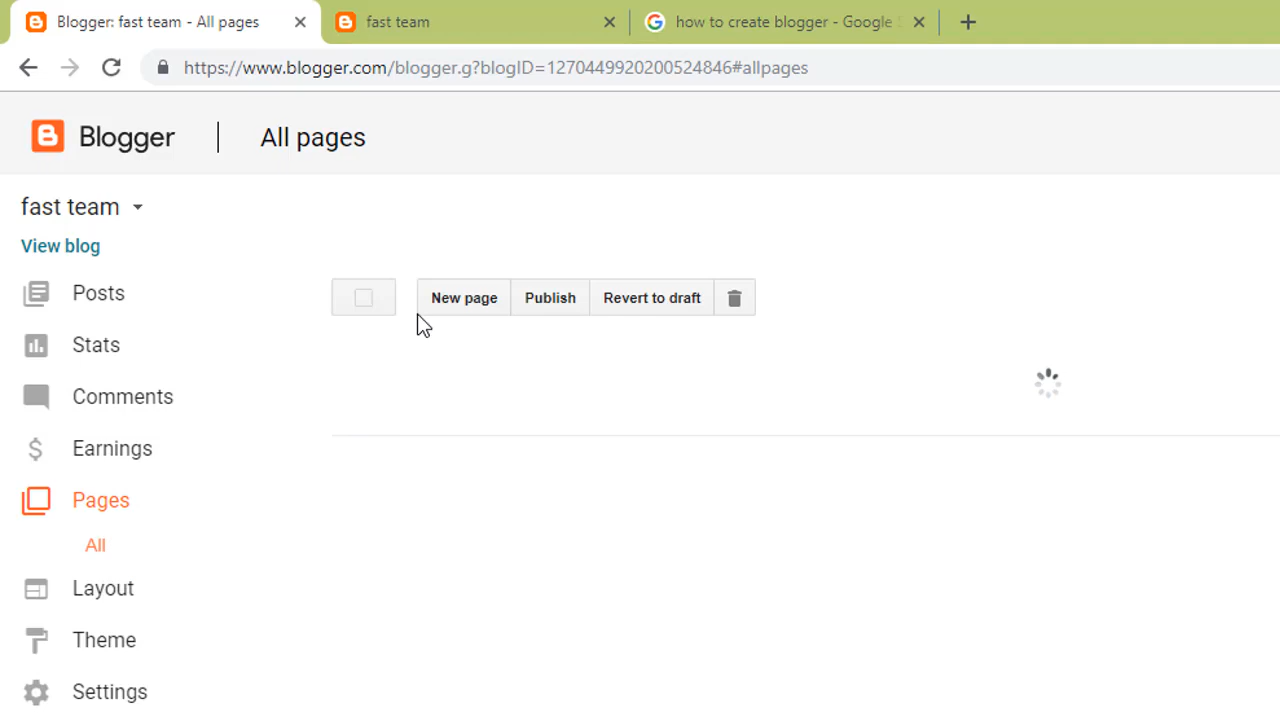 Blogger: fast team - All pages
fast team
how to create blogger - Google
https://www.blogger.com/blogger.g?blogID=1270449920200524846#allpages
Blogger
All pages
fast team
View blog
New page
Publish
Revert to draft
Posts
Stats
Comments
Earnings
Pages
All
Layout
Theme
Settings